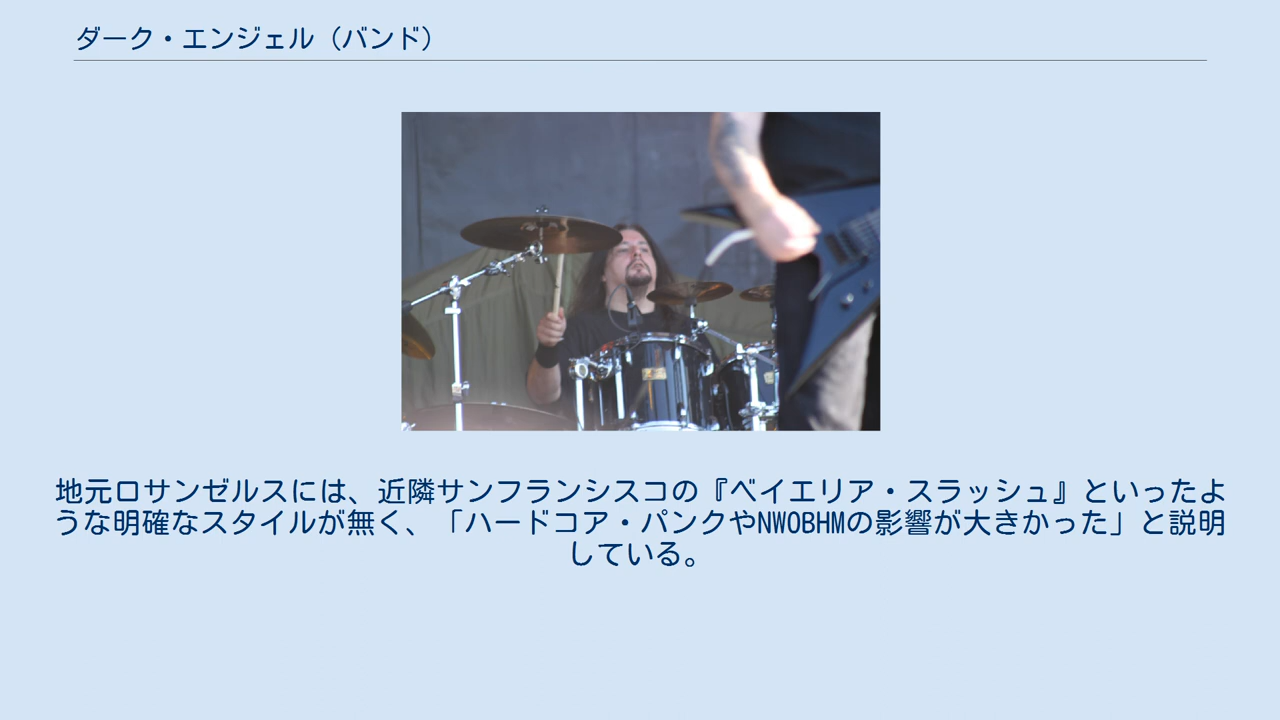 ダーク・エンジェル（バンド）
地元ロサンゼルスには、近隣サンフランシスコの『ベイエリア・スラッシュ』といったよ
うな明確なスタイルが無く、「ハードコア・パンクやNWOBHMの影響が大きかった」と説明
している。